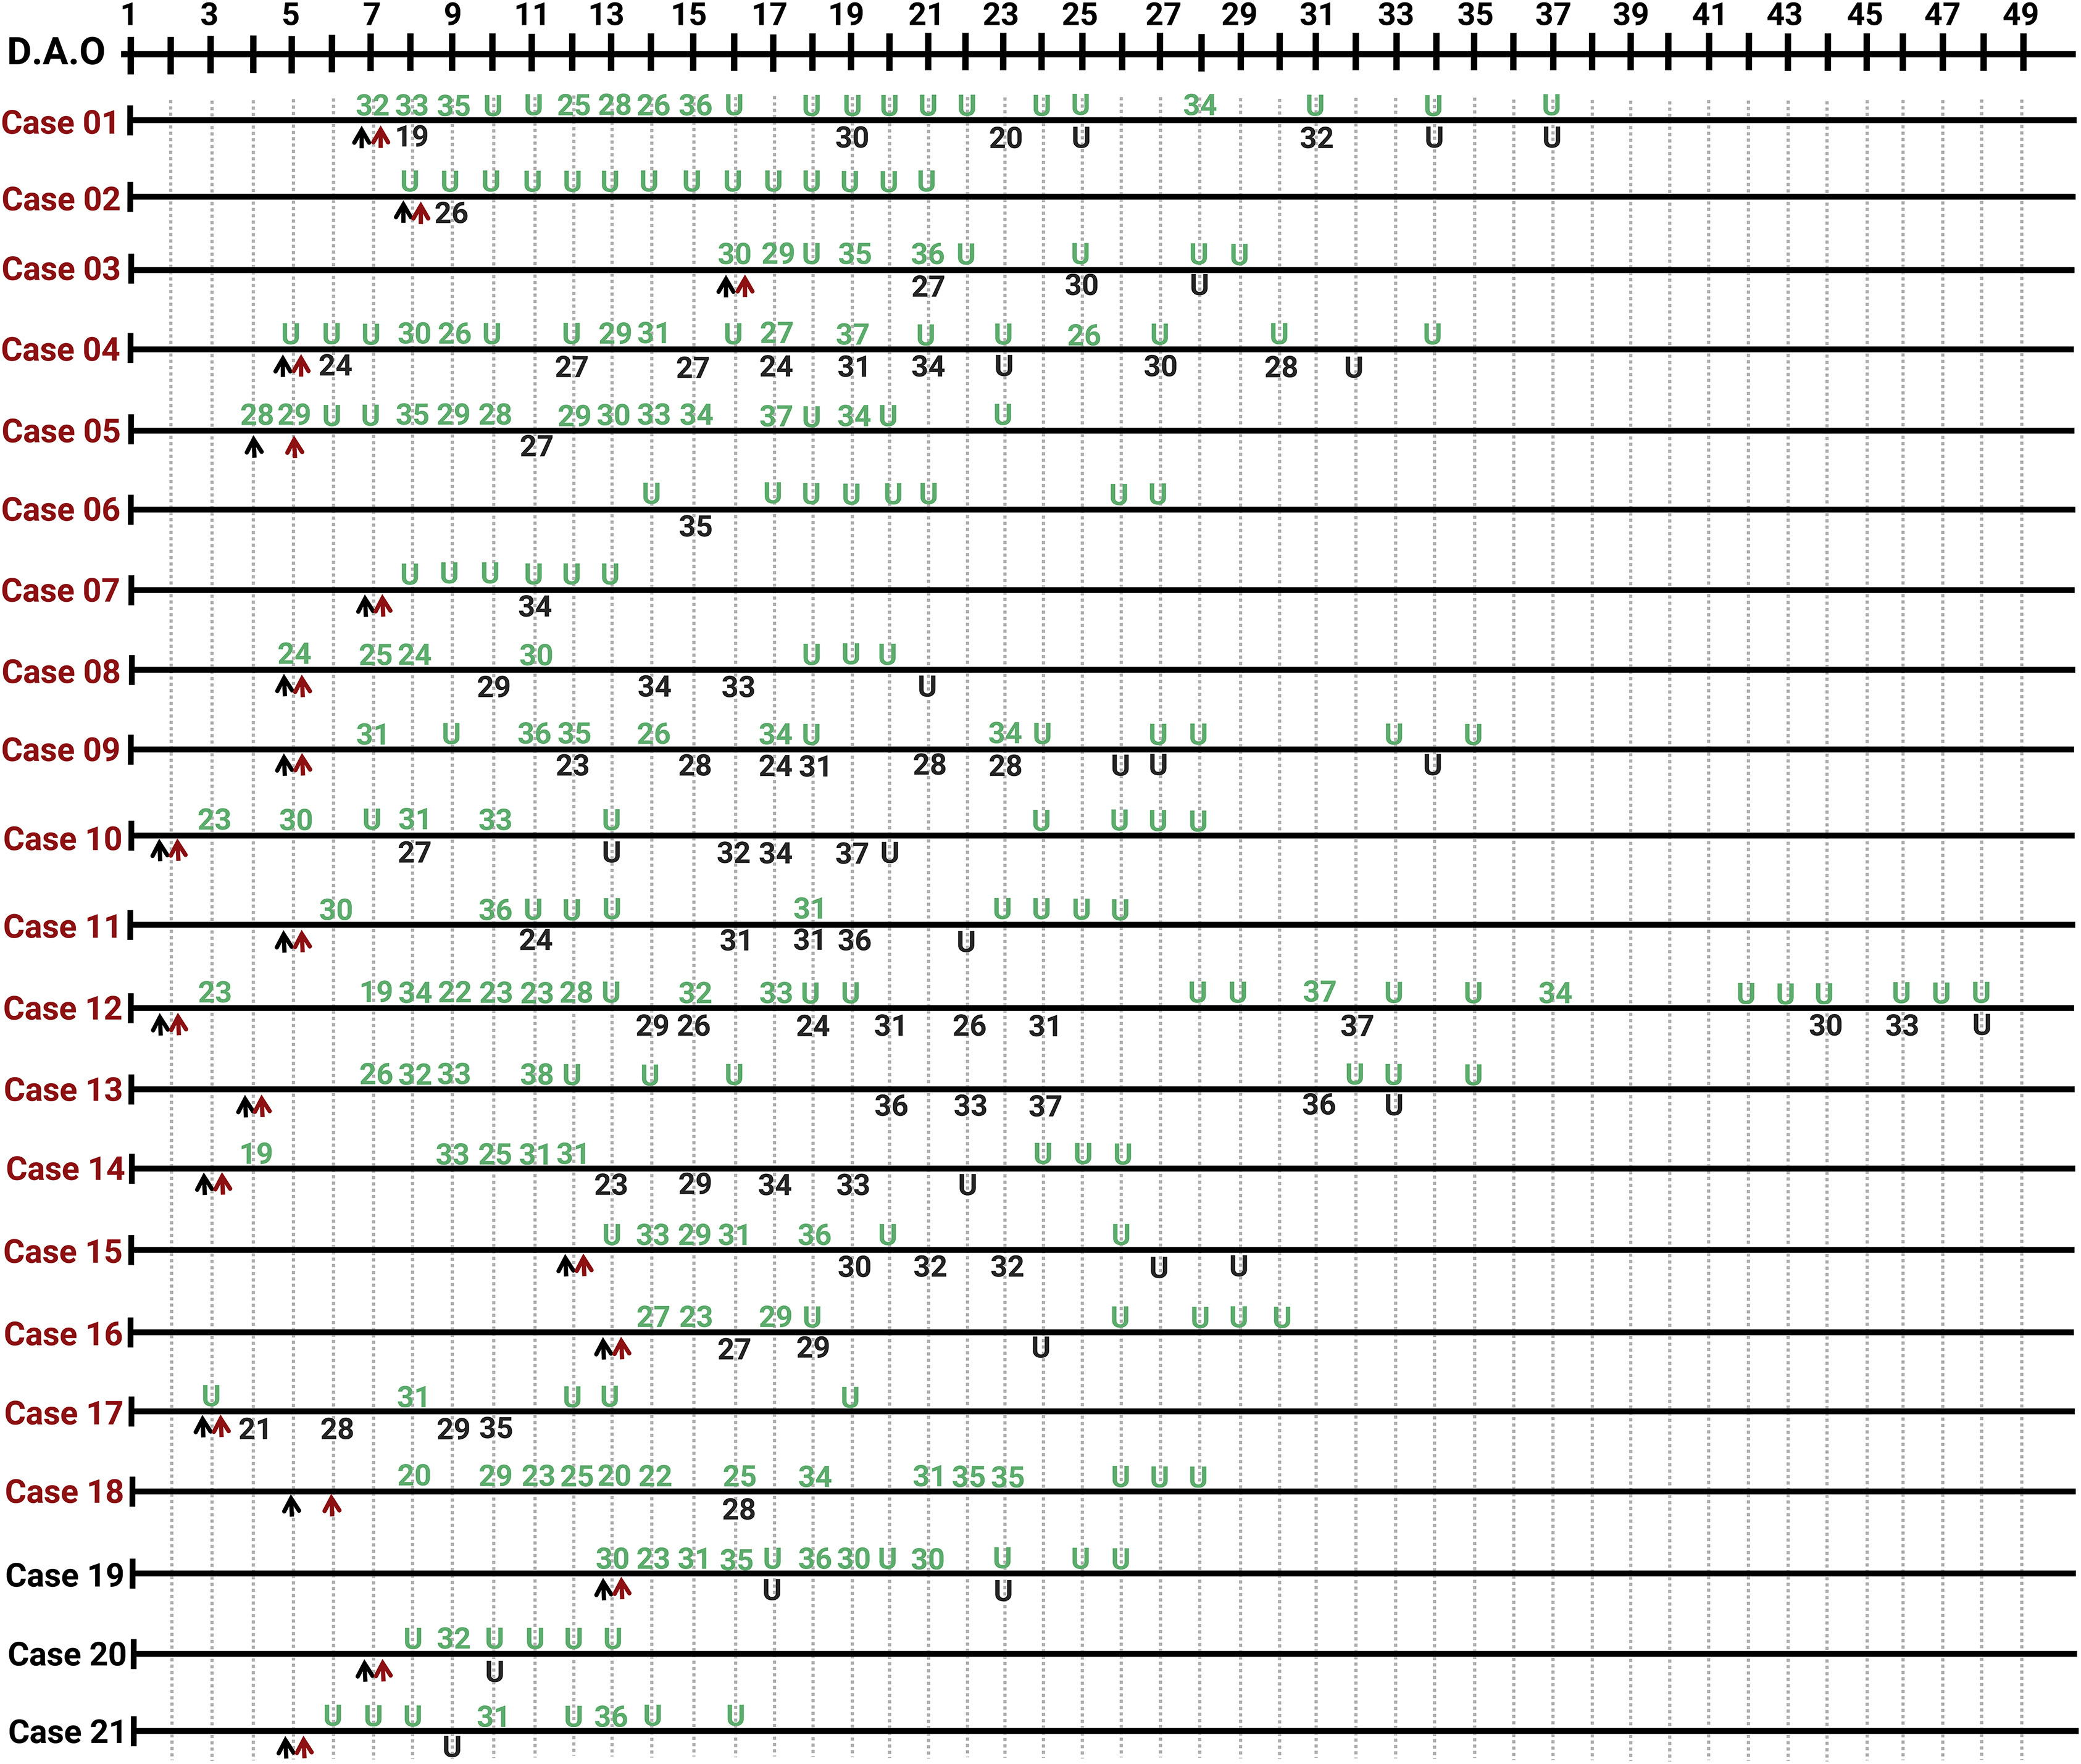 1 3 5 7 9 11 13 15 17 19 21 23 25 27 29 31 33 35 37 39 41 43 45 47 49
D.A.O
32 33 35 U U 25 28 26 36 U U U U U U U U 34 U U U
Case 01
19 30 20 U 32 U U
U U U U U U U U U U U U U U
Case 02
26
30 29 U 35 36 U U U U
Case 03
27 30 U
U U U 30 26 U U 29 31 U 27 37 U U 26 U U U
Case 04
24 27 27 24 31 34 U 30 28 U
28 29 U U 35 29 28 29 30 33 34 37 U 34 U U
Case 05
27
U U U U U U U U
Case 06
35
U U U U U U
Case 07
34
24 25 24 30 U U U
Case 08
29 34 33 U
31 U 36 35 26 34 U 34 U U U U U
Case 09
23 28 24 31 28 28 U U U
23 30 U 31 33 U U U U U
Case 10
27 U 32 34 37 U
30 36 U U U 31 U U U U
Case 11
24 31 31 36 U
23 19 34 22 23 23 28 U 32 33 U U U U 37 U U 34 U U U U U U
Case 12
29 26 24 31 26 31 37 30 33 U
26 32 33 38 U U U U U U
Case 13
36 33 37 36 U
19 33 25 31 31 U U U
Case 14
23 29 34 33 U
U 33 29 31 36 U U
Case 15
30 32 32 U U
27 23 29 U U U U U
Case 16
27 29 U
U 31 U U U
Case 17
21 28 29 35
20 29 23 25 20 22 25 34 31 35 35 U U U
Case 18
28
30 23 31 35 U 36 30 U 30 U U U
Case 19
U U
U 32 U U U U
Case 20
U
U U U 31 U 36 U U
Case 21
U